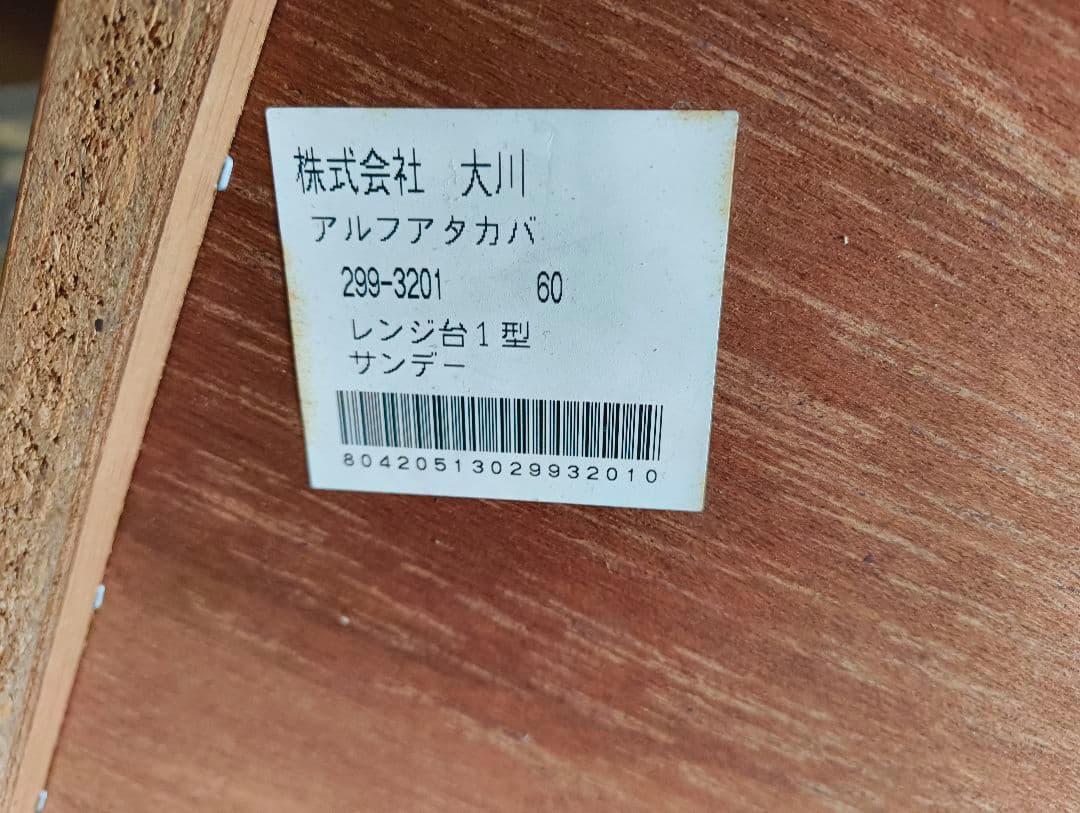 株式会社 大川
アルフアタカバ
299-3201 60
レンジ台1型
サンデー
80420513029932010